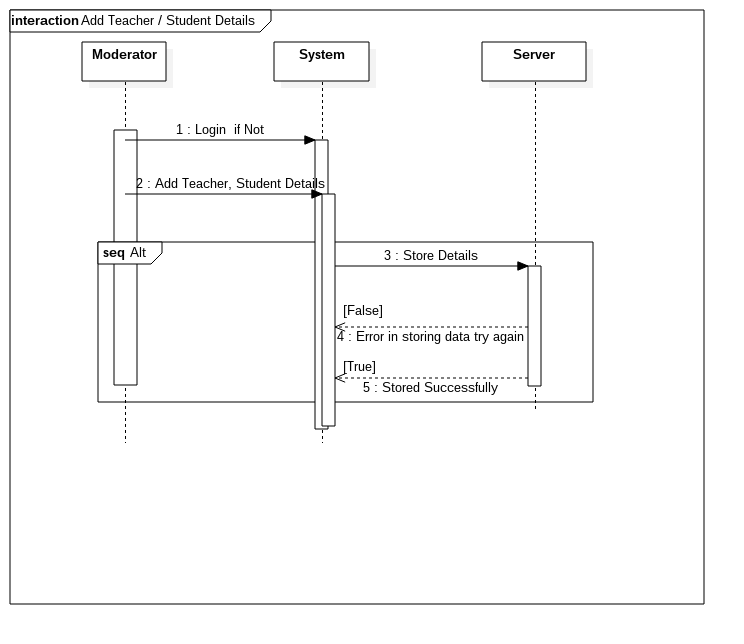 interaction Add Teacher / Student Details
Moderator
System
Server
1 : Login if Not
2 : Add Teacher, Student Details
seq Alt
3 : Store Details
[False]
4 : Error in storing data try again
[True]
5 : Stored Successfully